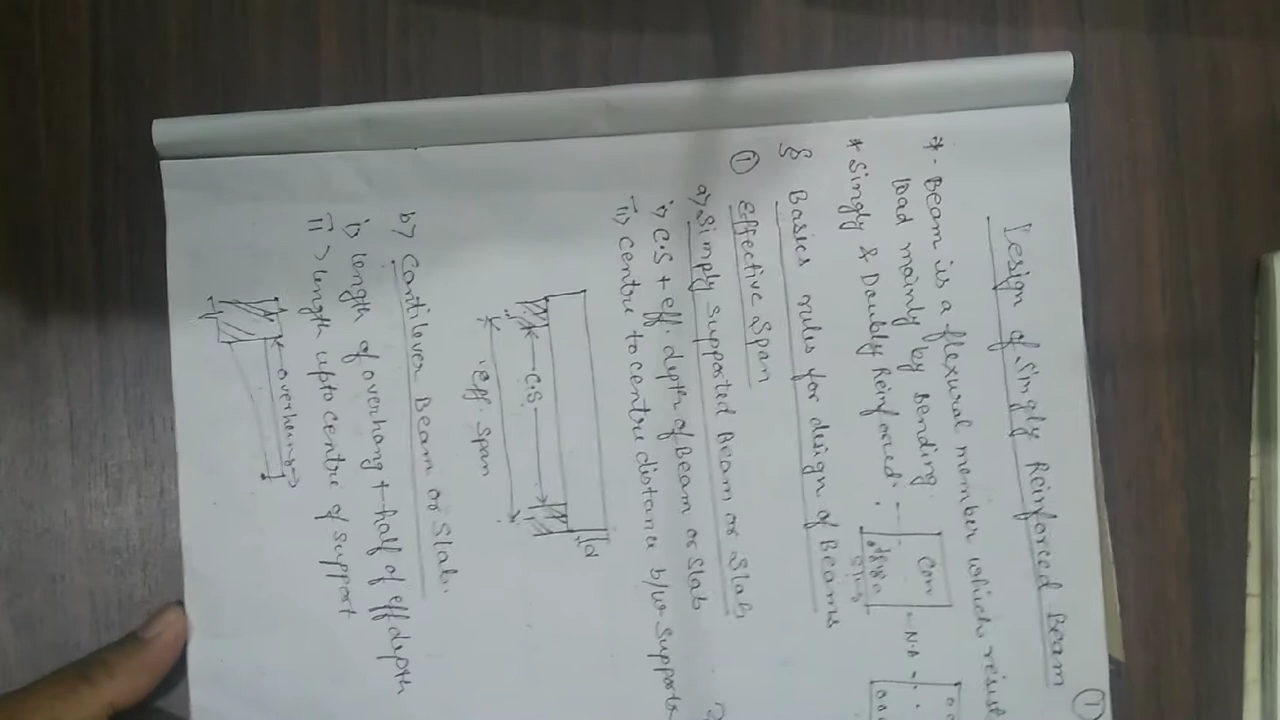 ①
Design of Singly Reinforced Beam
* - Beam is a flexural member which resist
load mainly by bending
* Singly & Doubly Reinforced. -
Com
N.A
§ Basics rules for design of Beams
① Effective Span
a) Simply Supported Beam or Slab
i) C.S + eff. depth of Beam or Slab
ii) centre to centre distance b/w supports
d
C.S
eff. span
b) Cantilever Beam or Slab.
i) length of overhang + half of eff depth
ii) length upto centre of support
overhang